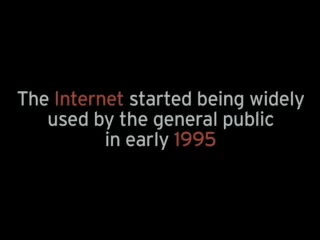 The Internet started being widely
used by the general public
in early 1995